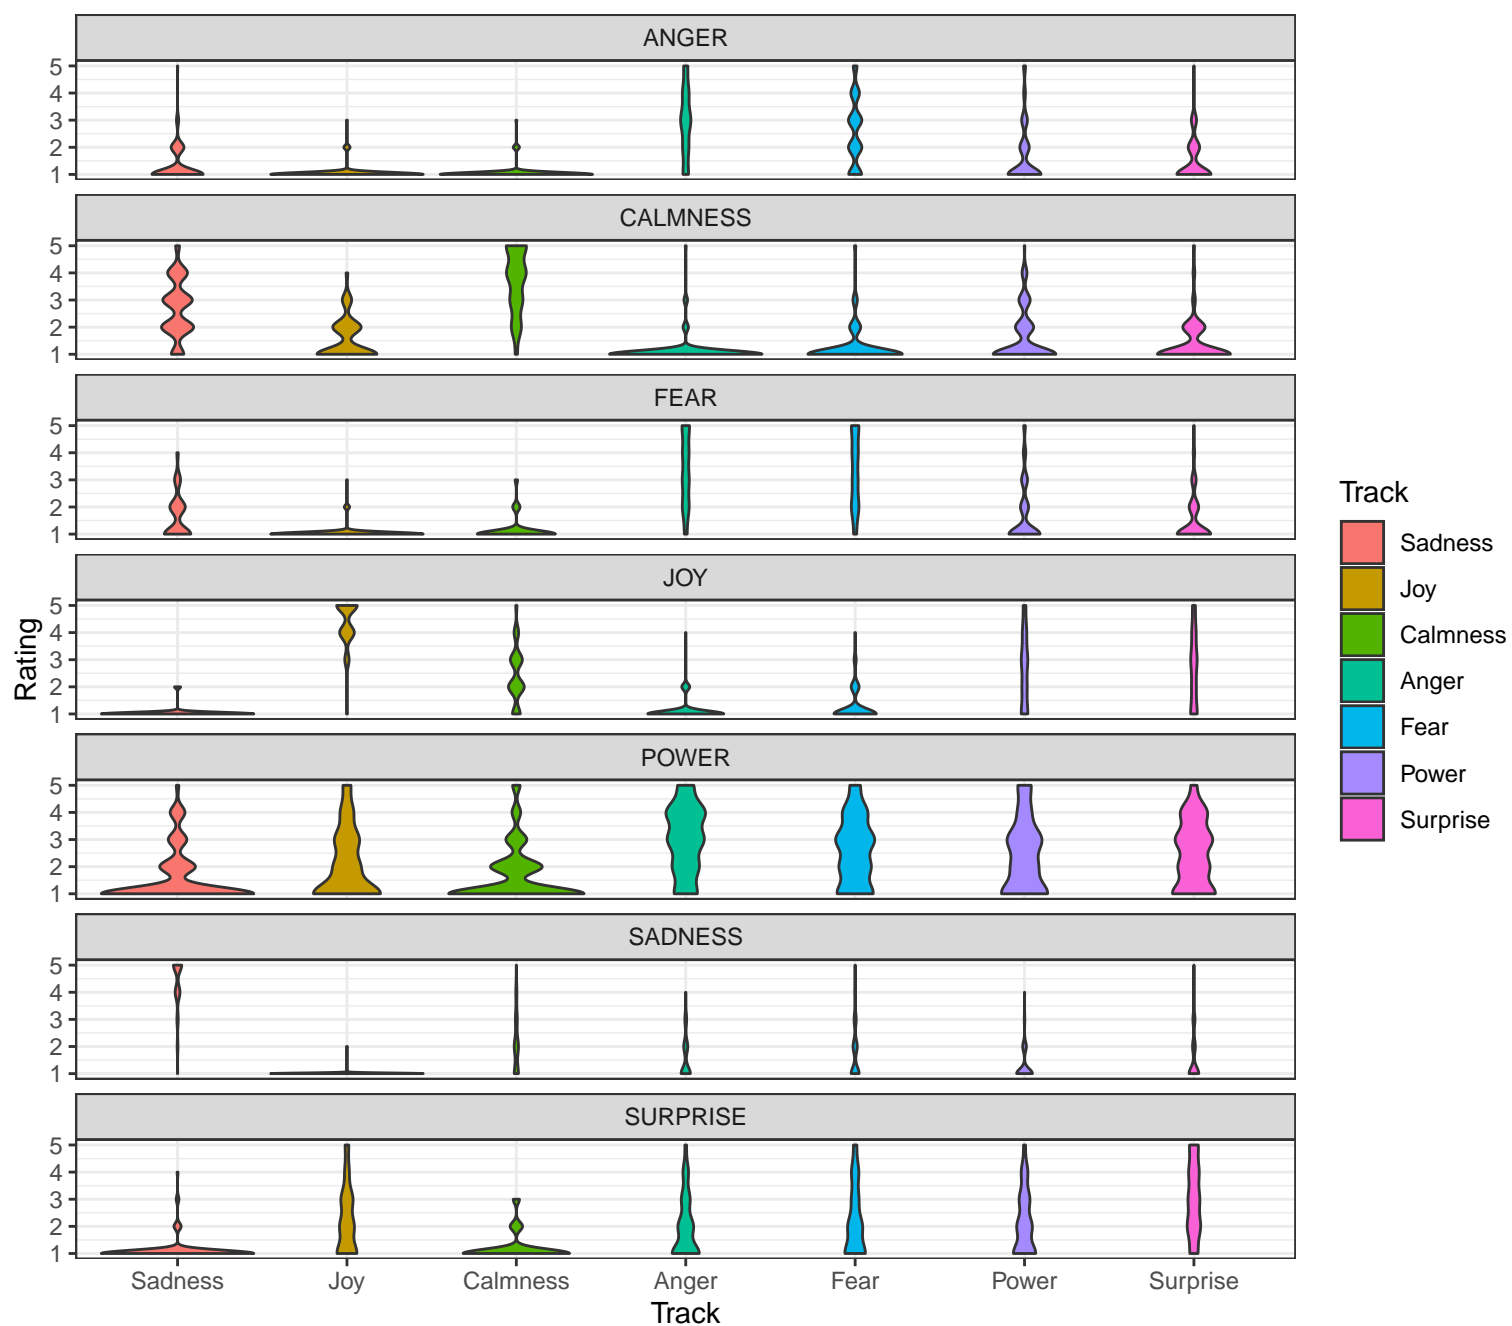 ANGER
5
4
3
2
1
CALMNESS
5
4
3
2
1
FEAR
5
4
3
2
1
JOY
5
4
3
2
1
POWER
5
4
3
2
1
SADNESS
5
4
3
2
1
SURPRISE
5
4
3
2
1
Rating
Sadness Joy Calmness Anger Fear Power Surprise
Track
Track
Sadness
Joy
Calmness
Anger
Fear
Power
Surprise